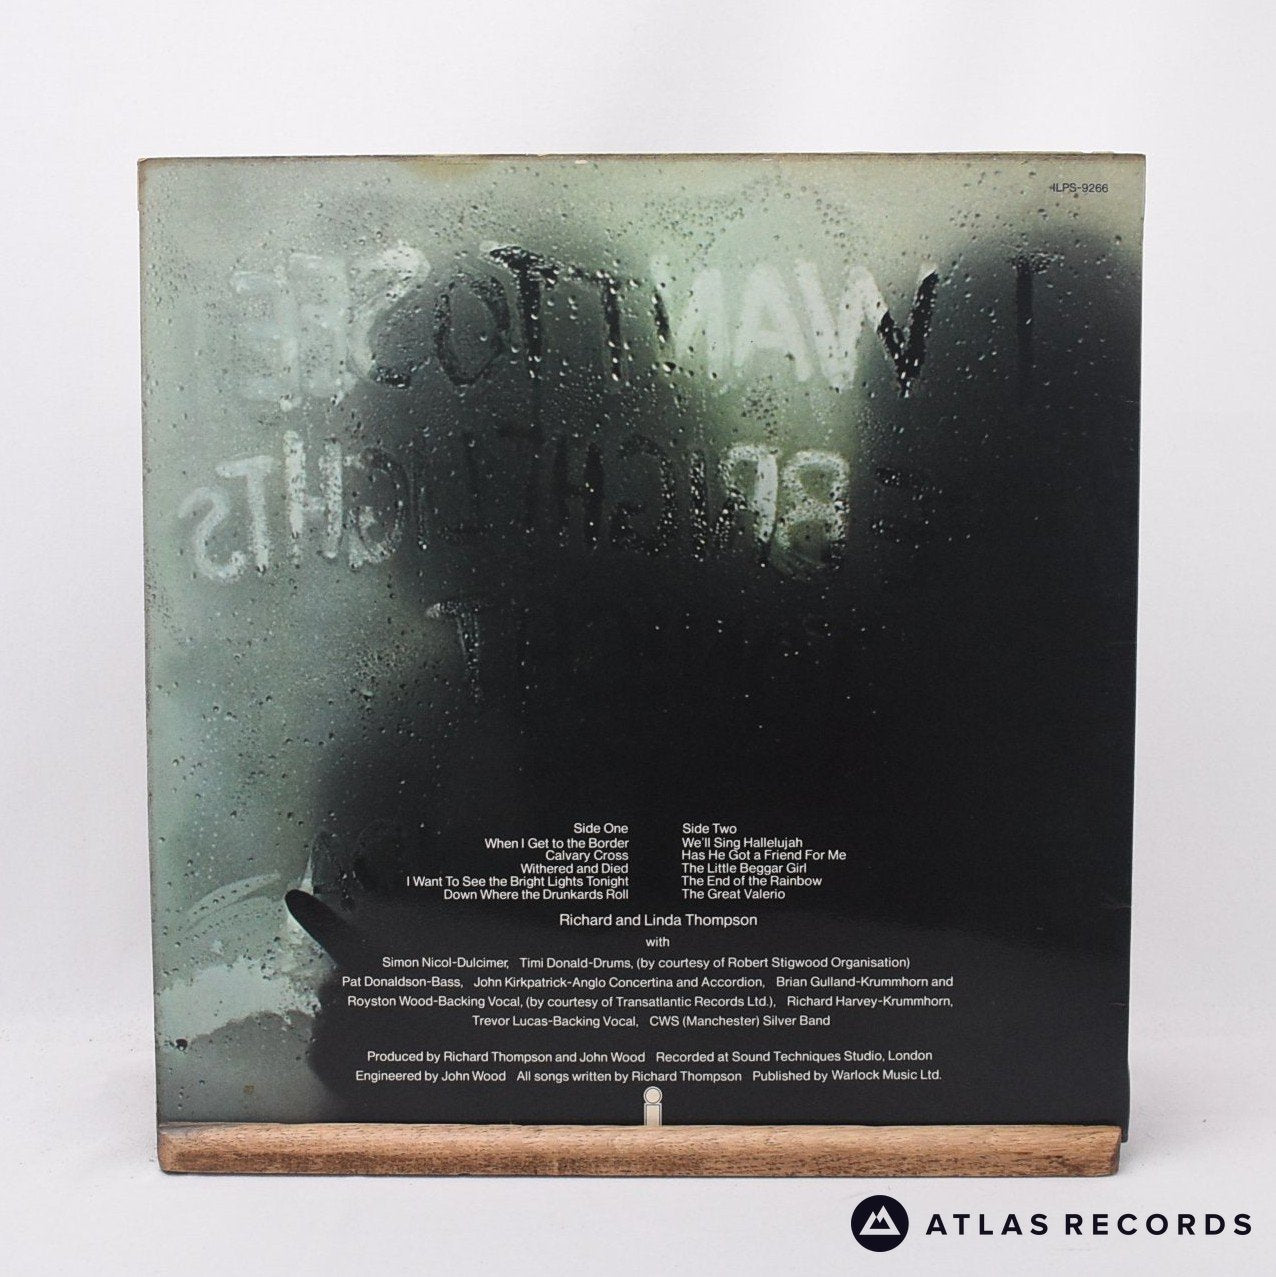 ILPS-9266
I WANT TO SEE
THE BRIGHT LIGHTS
T
Side One
When I Get to the Border
Calvary Cross
Withered and Died
I Want To See the Bright Lights Tonight
Down Where the Drunkards Roll
Side Two
We'll Sing Hallelujah
Has He Got a Friend For Me
The Little Beggar Girl
The End of the Rainbow
The Great Valerio
Richard and Linda Thompson
with
Simon Nicol-Dulcimer, Timi Donald-Drums, (by courtesy of Robert Stigwood Organisation)
Pat Donaldson-Bass, John Kirkpatrick-Anglo Concertina and Accordion, Brian Gulland-Krummhorn and
Royston Wood-Backing Vocal, (by courtesy of Transatlantic Records Ltd.), Richard Harvey-Krummhorn,
Trevor Lucas-Backing Vocal, CWS (Manchester) Silver Band
Produced by Richard Thompson and John Wood Recorded at Sound Techniques Studio, London
Engineered by John Wood All songs written by Richard Thompson Published by Warlock Music Ltd.
i
ATLAS RECORDS